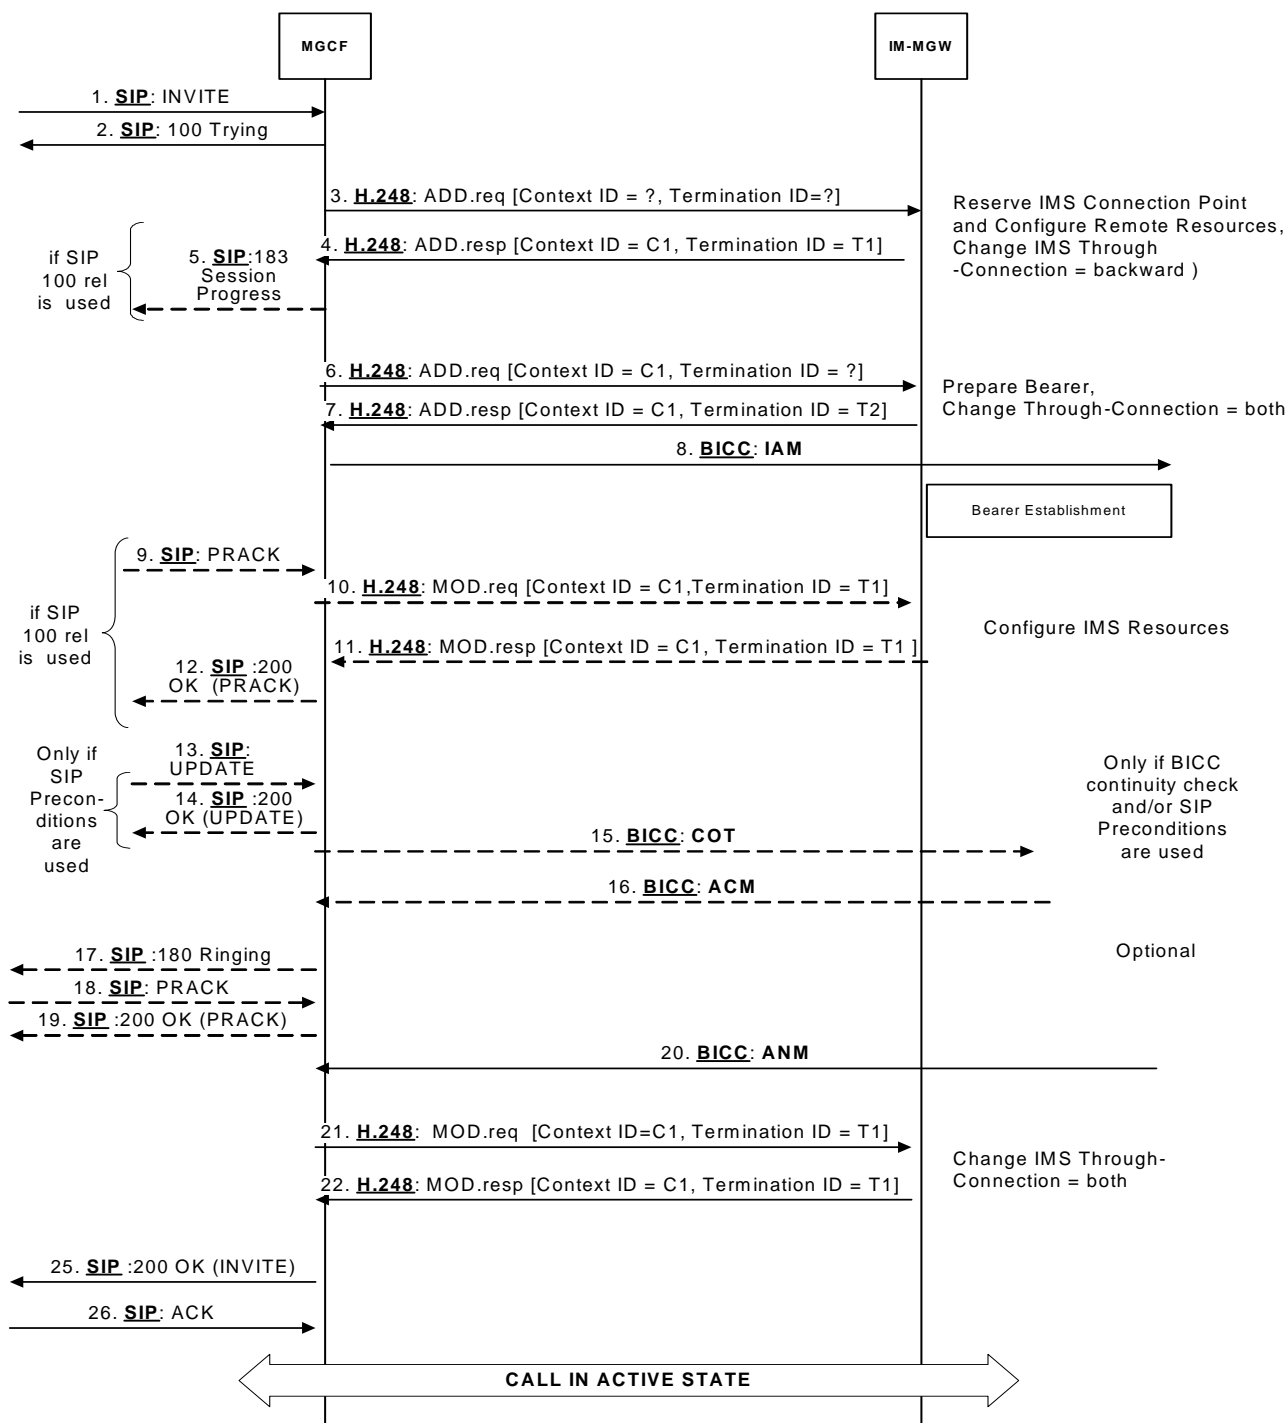 MGCF
IM-MGW
1. SIP: INVITE
2. SIP: 100 Trying
3. H.248: ADD.req [Context ID = ?, Termination ID=?]
Reserve IMS Connection Point
and Configure Remote Resources,
Change IMS Through
-Connection = backward )
4. H.248: ADD.resp [Context ID = C1, Termination ID = T1]
if SIP
100 rel
is used
5. SIP:183
Session
Progress
6. H.248: ADD.req [Context ID = C1, Termination ID = ?]
Prepare Bearer,
Change Through-Connection = both
7. H.248: ADD.resp [Context ID = C1, Termination ID = T2]
8. BICC: IAM
Bearer Establishment
9. SIP: PRACK
10. H.248: MOD.req [Context ID = C1,Termination ID = T1]
if SIP
100 rel
is used
Configure IMS Resources
11. H.248: MOD.resp [Context ID = C1, Termination ID = T1 ]
12. SIP :200
OK (PRACK)
Only if
SIP
Precon-
ditions
are
used
13. SIP:
UPDATE
14. SIP :200
OK (UPDATE)
Only if BICC
continuity check
and/or SIP
Preconditions
are used
15. BICC: COT
16. BICC: ACM
17. SIP :180 Ringing
Optional
18. SIP: PRACK
19. SIP :200 OK (PRACK)
20. BICC: ANM
21. H.248: MOD.req [Context ID=C1, Termination ID = T1]
Change IMS Through-
Connection = both
22. H.248: MOD.resp [Context ID = C1, Termination ID = T1]
25. SIP :200 OK (INVITE)
26. SIP: ACK
CALL IN ACTIVE STATE